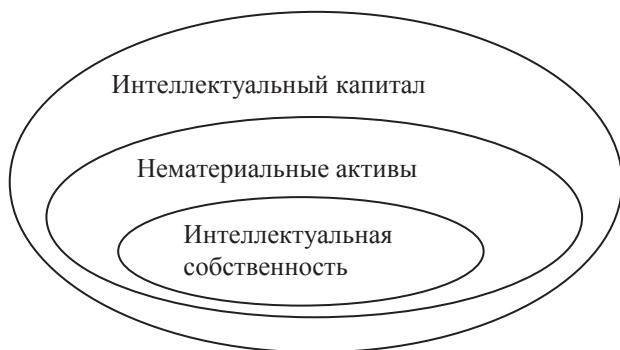 Интеллектуальный капитал
Нематериальные активы
Интеллектуальная
собственность